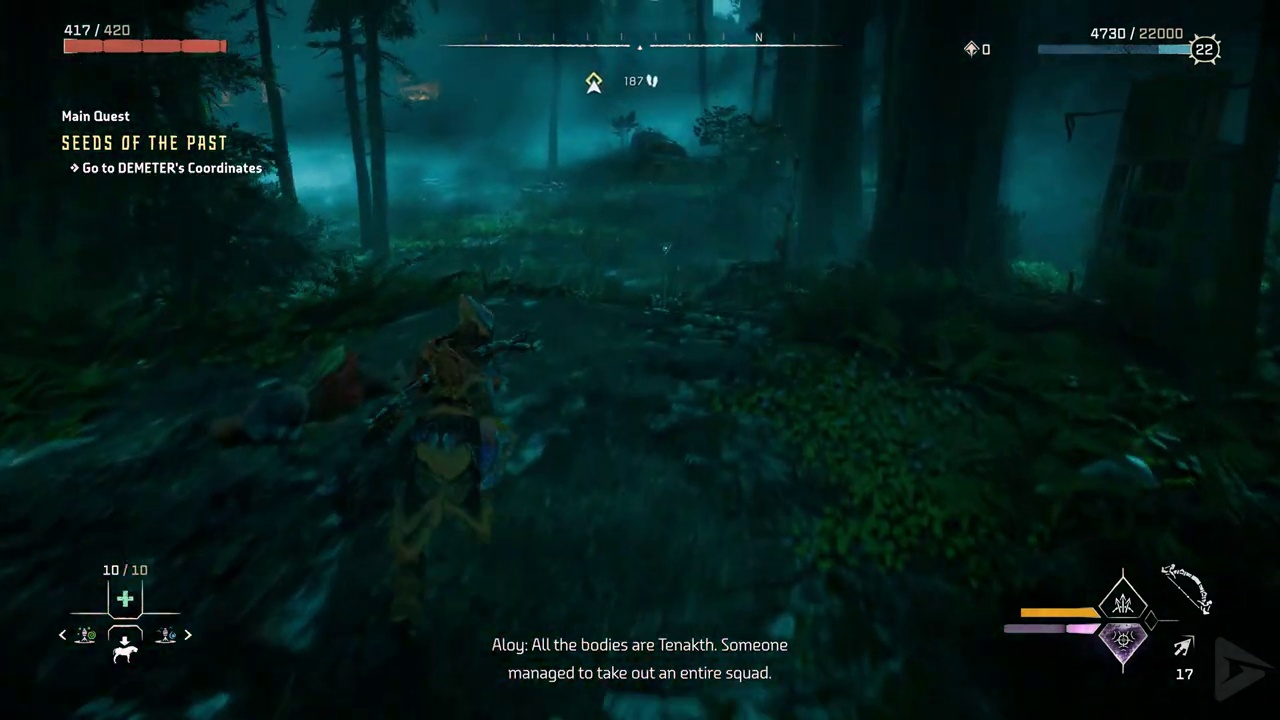 417 / 420
N
0
4730 / 22000
22
187
Main Quest
SEEDS OF THE PAST
Go to DEMETER's Coordinates
10 / 10
Aloy: All the bodies are Tenakth. Someone
managed to take out an entire squad.
17